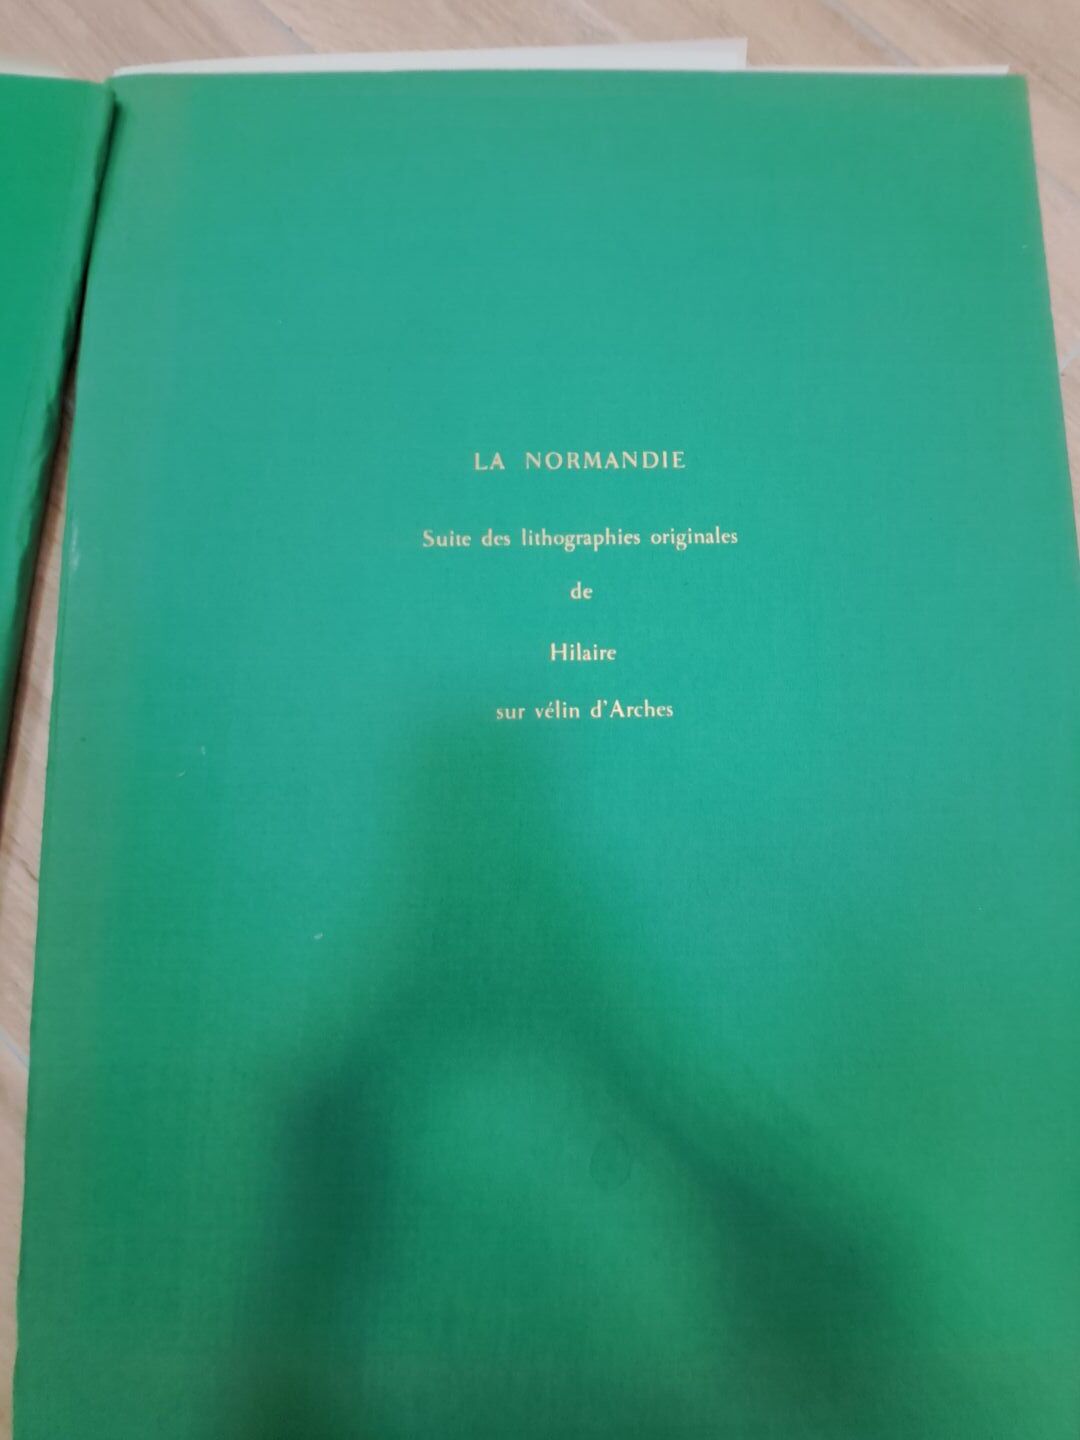 LA NORMANDIE
Suite des lithographies originales
de
Hilaire
sur vélin d'Arches